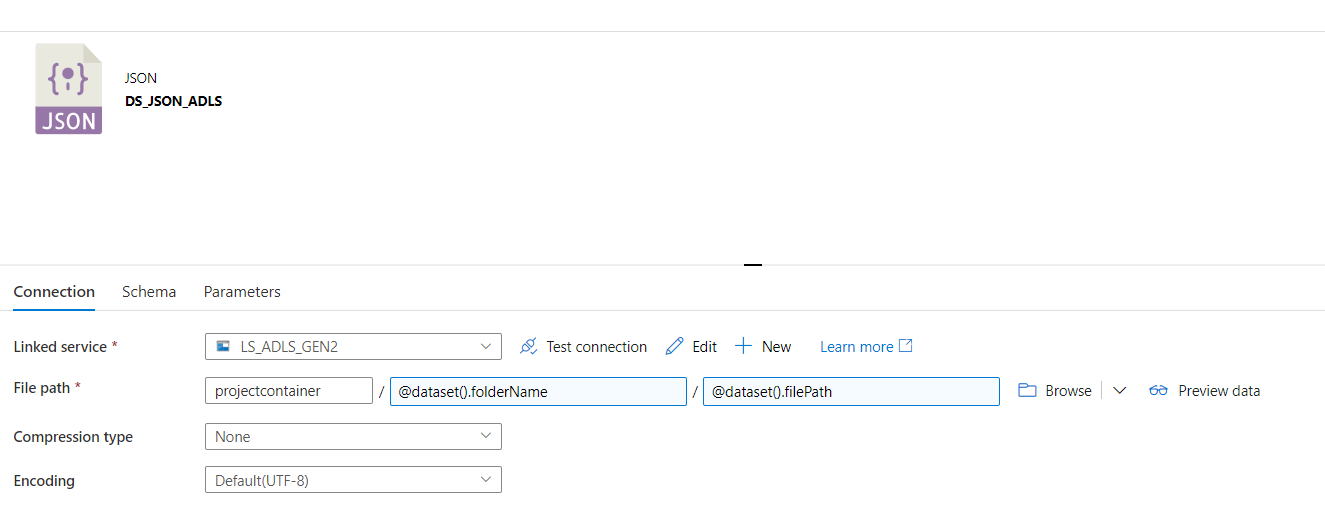 JSON
JSON
DS_JSON_ADLS
Connection Schema Parameters
Linked service * LS_ADLS_GEN2 Test connection Edit New Learn more
File path * projectcontainer / @dataset().folderName / @dataset().filePath Browse Preview data
Compression type None
Encoding Default(UTF-8)